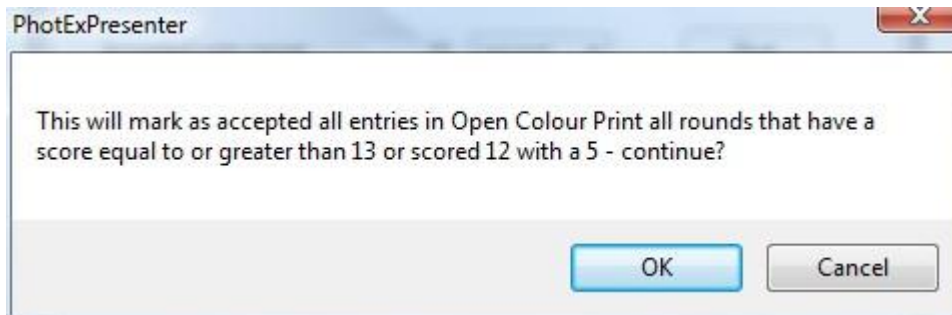 PhotExPresenter
This will mark as accepted all entries in Open Colour Print all rounds that have a
score equal to or greater than 13 or scored 12 with a 5 - continue?
OK
Cancel